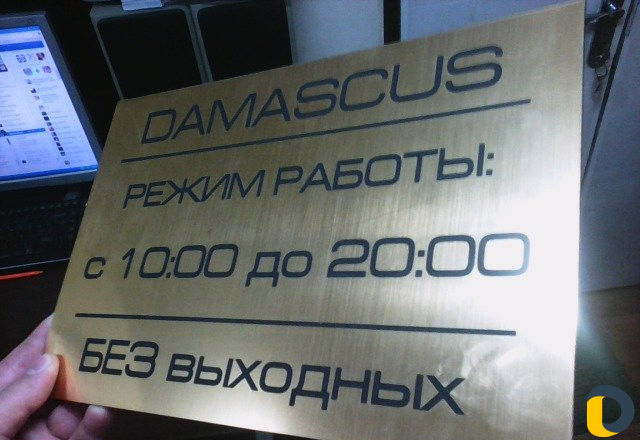 DAMASCUS
РЕЖИМ РАБОТЫ:
с 10:00 до 20:00
БЕЗ ВЫХОДНЫХ